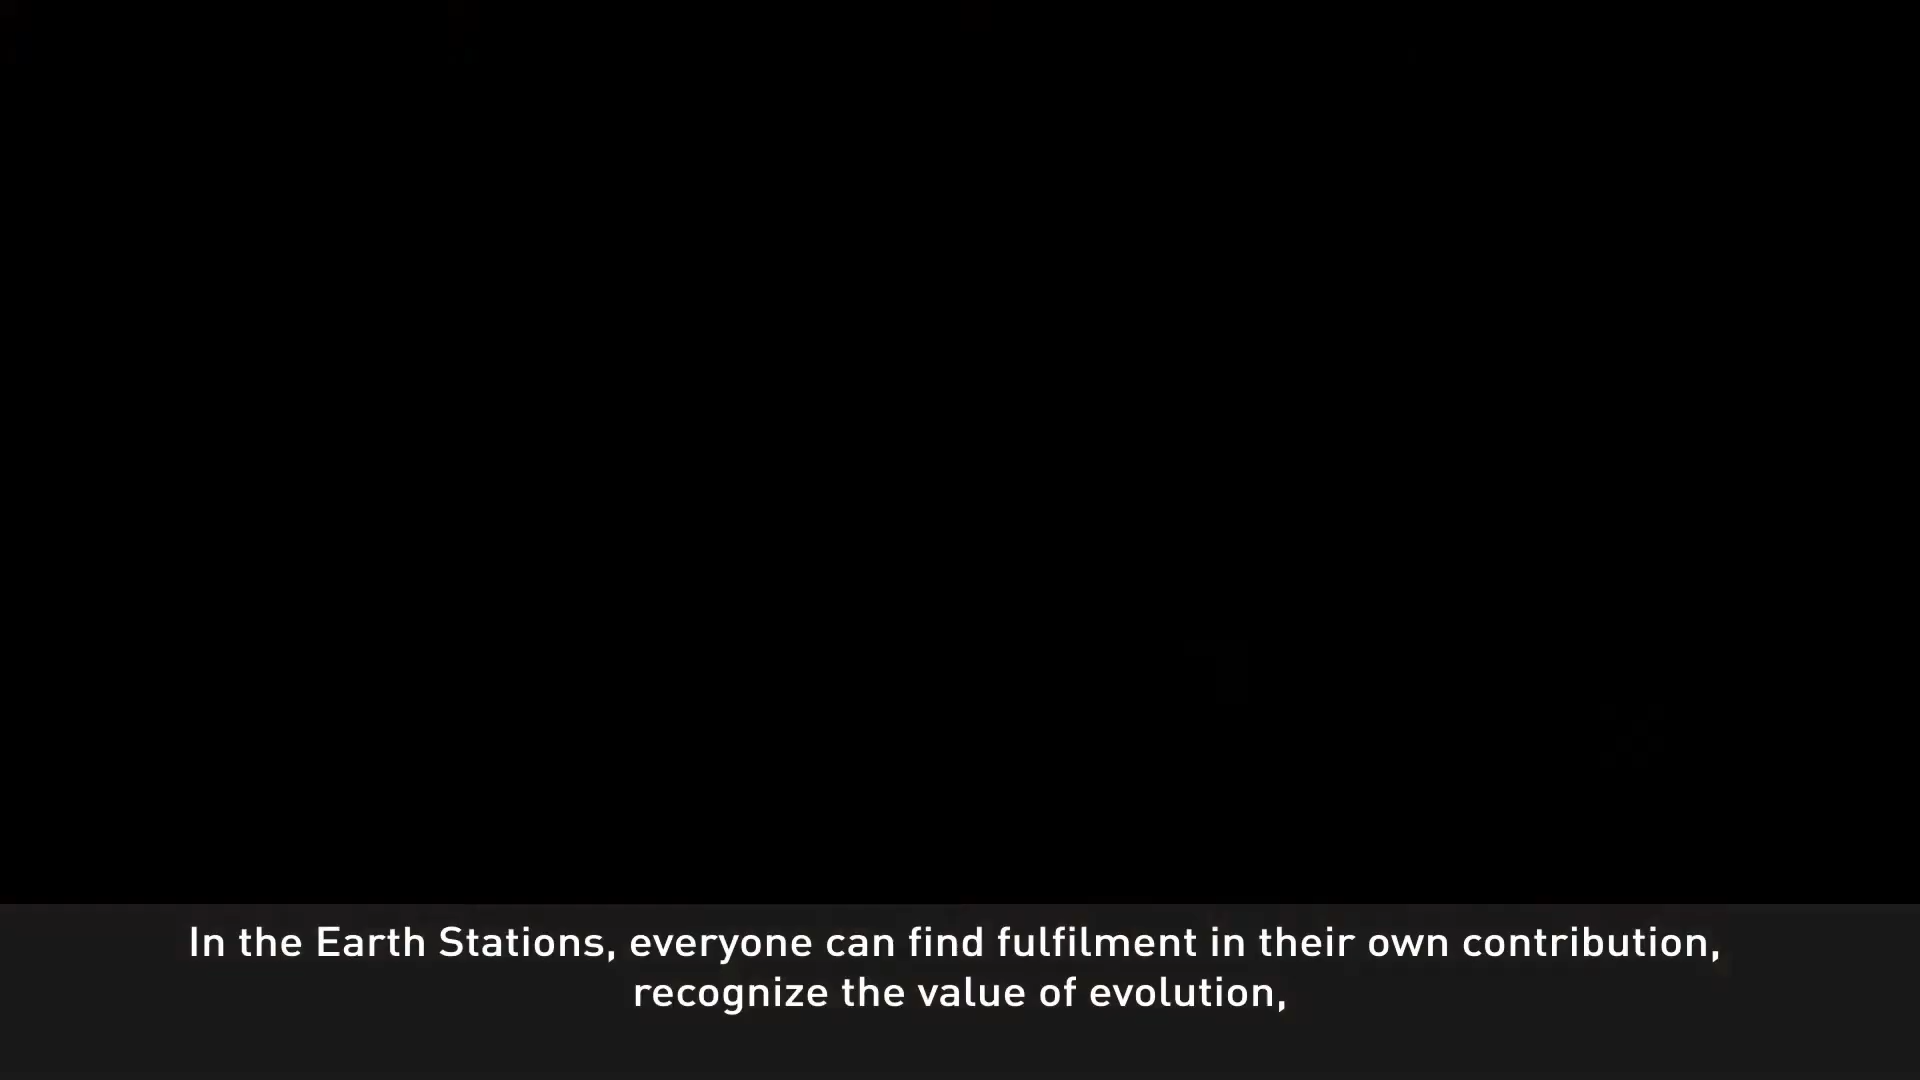 In the Earth Stations, everyone can find fulfilment in their own contribution,
recognize the value of evolution,